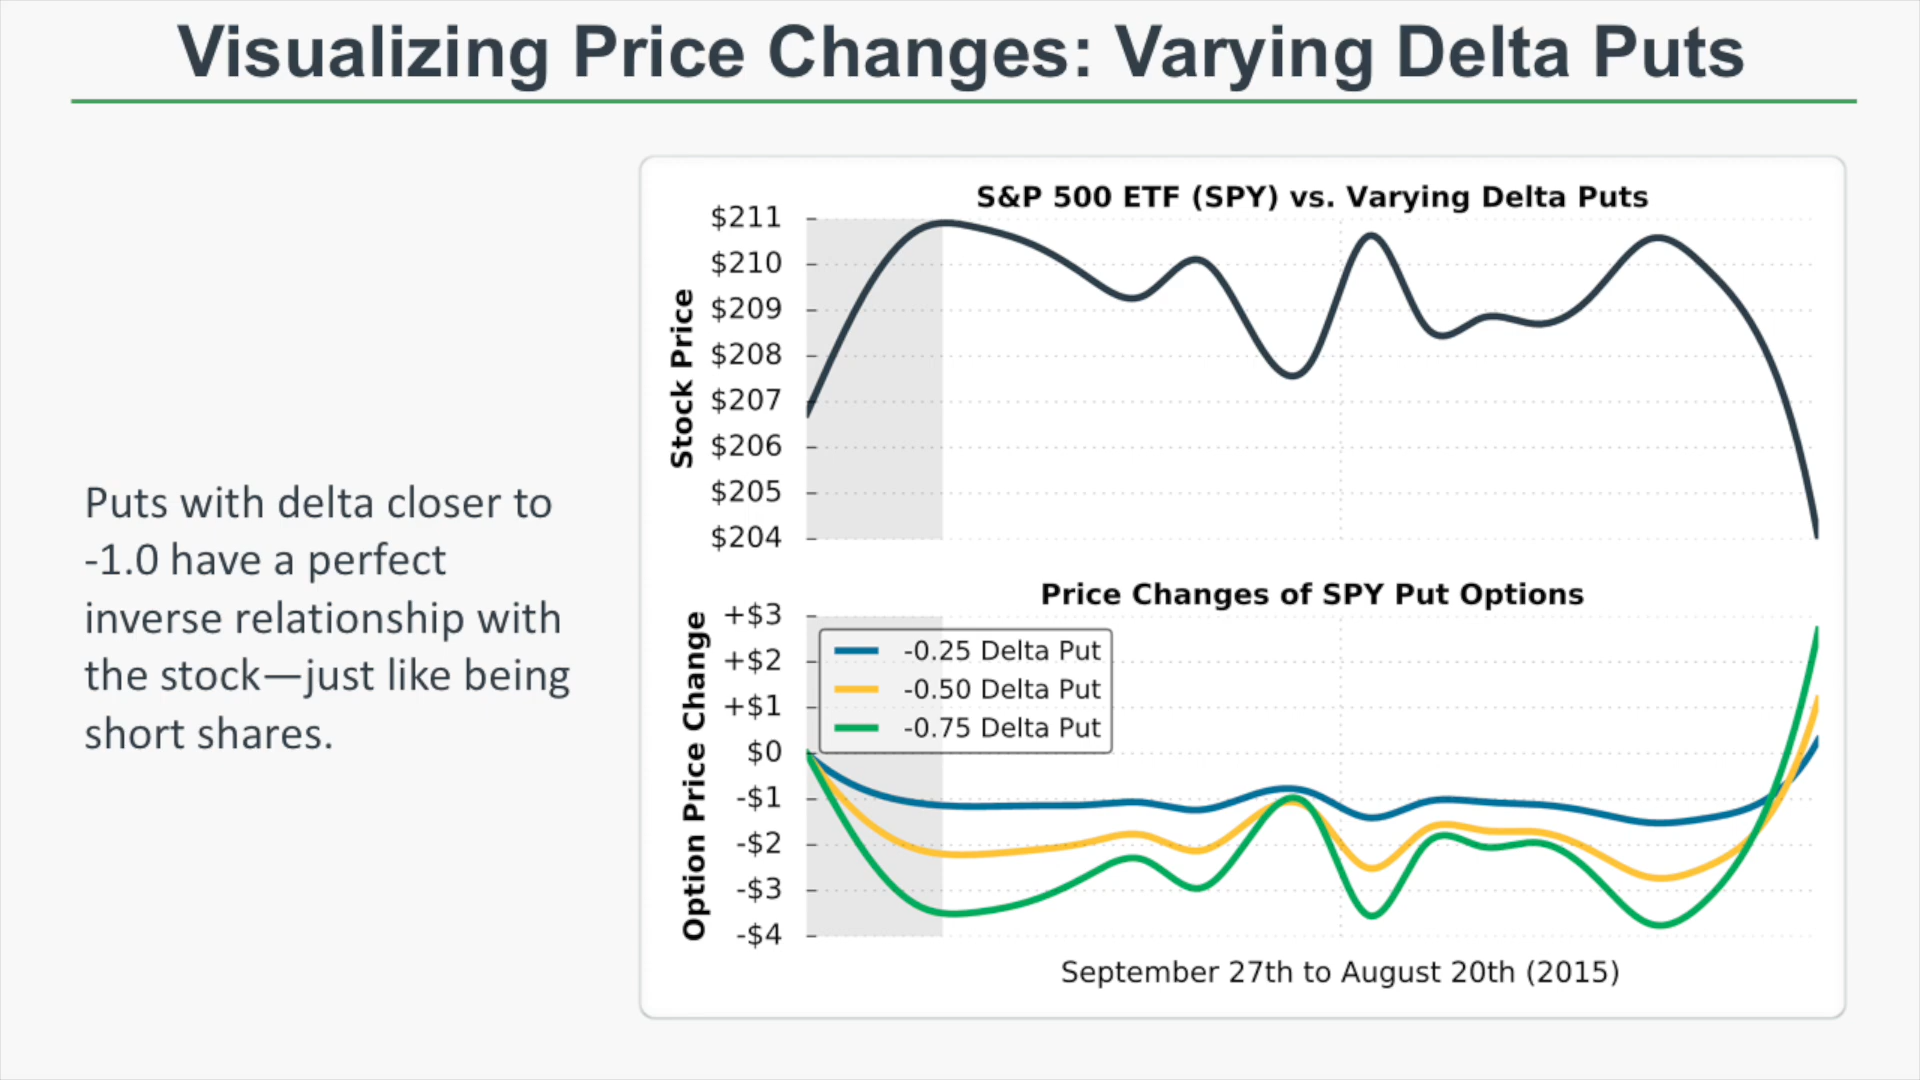 Visualizing Price Changes: Varying Delta Puts
Puts with delta closer to
-1.0 have a perfect
inverse relationship with
the stock—just like being
short shares.
S&P 500 ETF (SPY) vs. Varying Delta Puts
Stock Price
$211
$210
$209
$208
$207
$206
$205
$204
Price Changes of SPY Put Options
Option Price Change
+$3
+$2
+$1
$0
-$1
-$2
-$3
-$4
-0.25 Delta Put
-0.50 Delta Put
-0.75 Delta Put
September 27th to August 20th (2015)